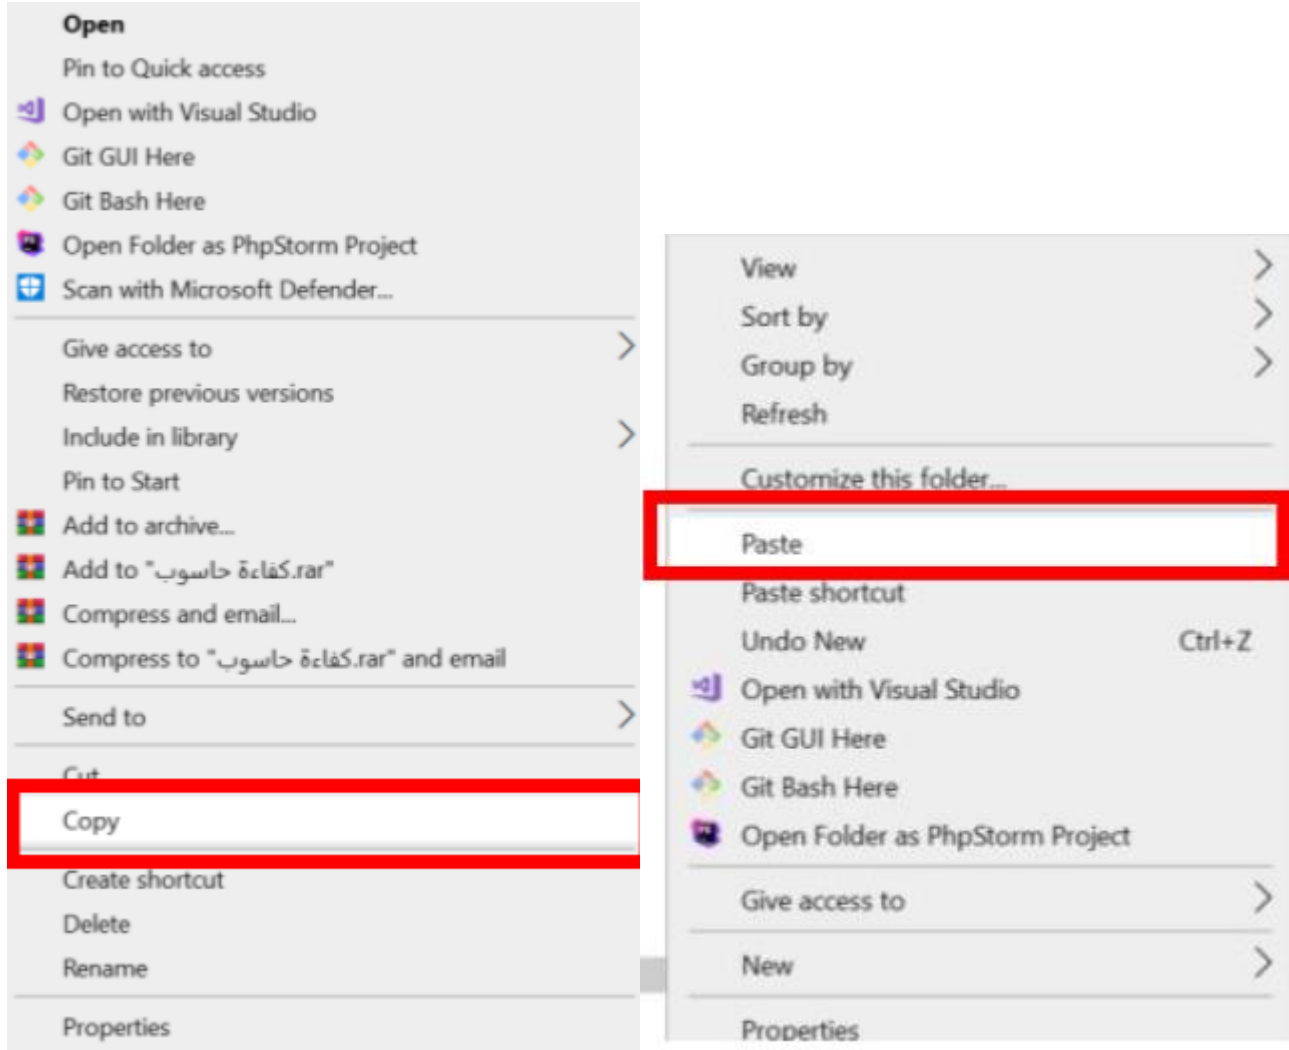 Open
Pin to Quick access
Open with Visual Studio
Git GUI Here
Git Bash Here
Open Folder as PhpStorm Project
Scan with Microsoft Defender...
Give access to
Restore previous versions
Include in library
Pin to Start
Add to archive...
Add to "كفاءة حاسوب.rar"
Compress and email...
Compress to "كفاءة حاسوب.rar" and email
Send to
Cut
Copy
Create shortcut
Delete
Rename
Properties
View
Sort by
Group by
Refresh
Customize this folder...
Paste
Paste shortcut
Undo New Ctrl+Z
Open with Visual Studio
Git GUI Here
Git Bash Here
Open Folder as PhpStorm Project
Give access to
New
Properties